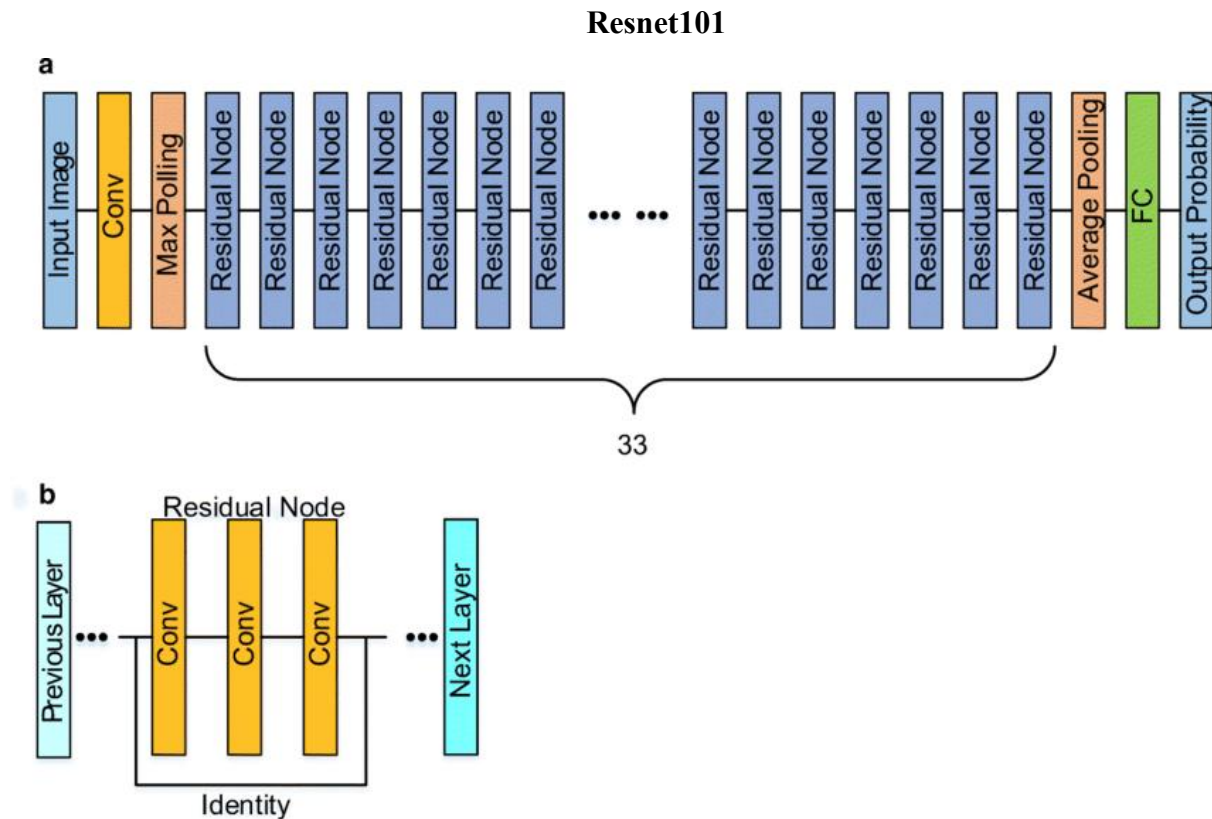 Resnet101
a
Input Image
Conv
Max Polling
Residual Node
Residual Node
Residual Node
Residual Node
Residual Node
Residual Node
Residual Node
Residual Node
Residual Node
Residual Node
Residual Node
Residual Node
Residual Node
Residual Node
Average Pooling
FC
Output Probability
33
b
Residual Node
Previous Layer
Conv
Conv
Conv
Next Layer
Identity